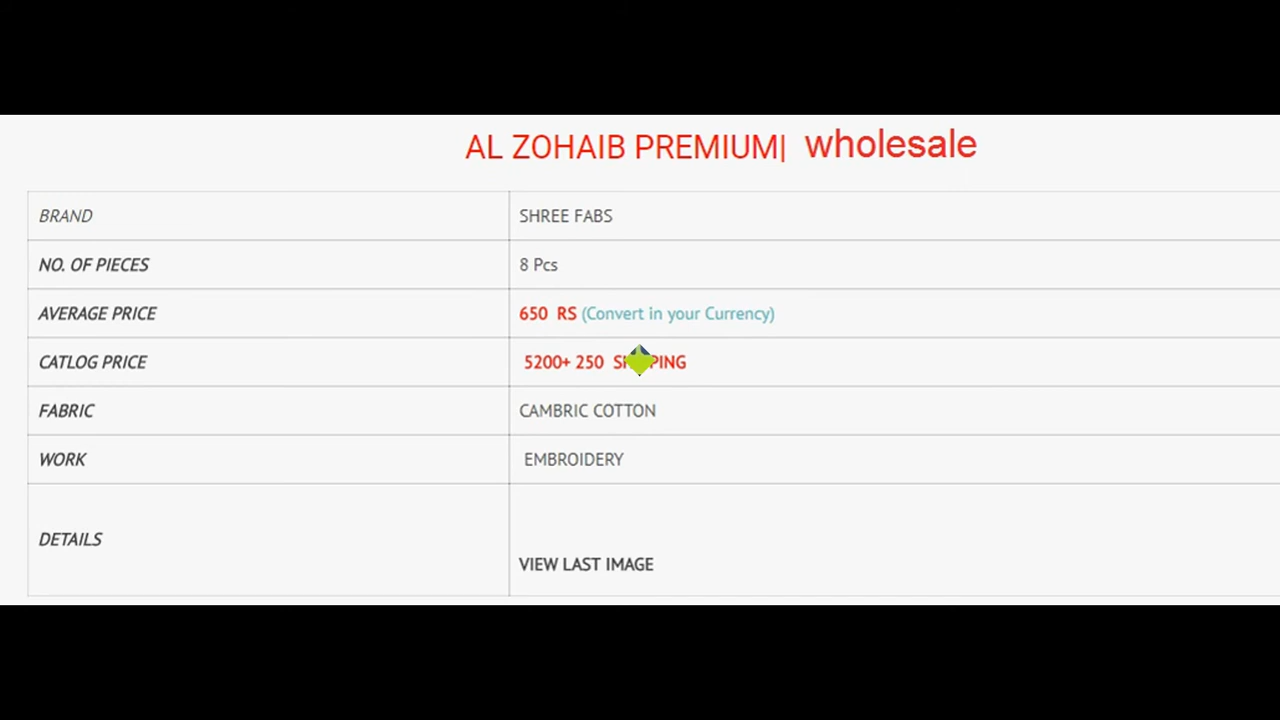 AL ZOHAIB PREMIUM| wholesale
BRAND SHREE FABS
NO. OF PIECES 8 Pcs
AVERAGE PRICE 650 RS (Convert in your Currency)
CATLOG PRICE 5200+ 250
FABRIC CAMBRIC COTTON
WORK EMBROIDERY
DETAILS
VIEW LAST IMAGE